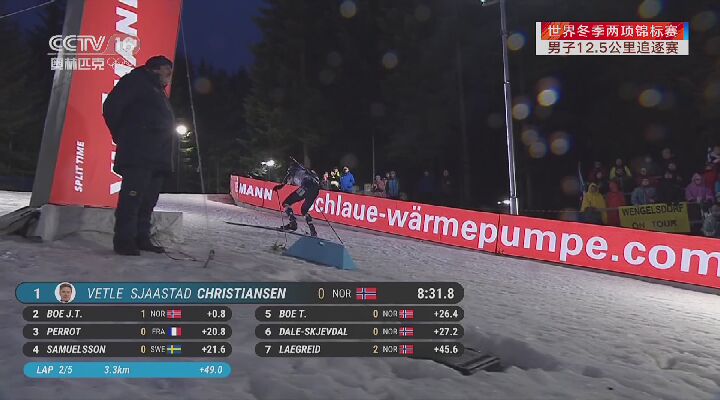 CCTV 16
奥林匹克
世界冬季两项锦标赛
男子12.5公里追逐赛
SPLIT TIME
MANN
chlaue-wärmepumpe.com
WENGELSDORF
ON TOUR
1 VETLE SJAASTAD CHRISTIANSEN 0 NOR 8:31.8
2 BOE J.T. 1 NOR +0.8
3 PERROT 0 FRA +20.8
4 SAMUELSSON 0 SWE +21.6
5 BOE T. 0 NOR +26.4
6 DALE-SKJEVDAL 0 NOR +27.2
7 LAEGREID 2 NOR +45.6
LAP 2/5 3.3km +49.0